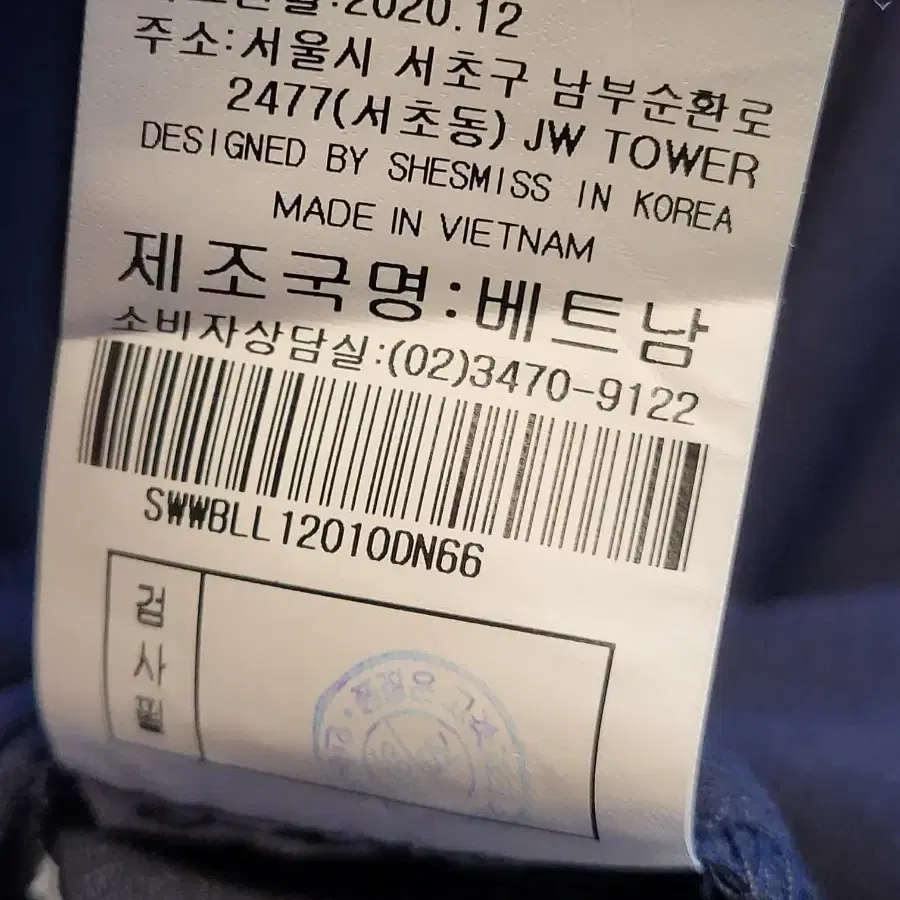 :2020.12
주소:서울시 서초구 남부순환로
2477(서초동) JW TOWER
DESIGNED BY SHESMISS IN KOREA
MADE IN VIETNAM
제조국명:베트남
소비자상담실:(02)3470-9122
SWWBLL12010DN66
검사필